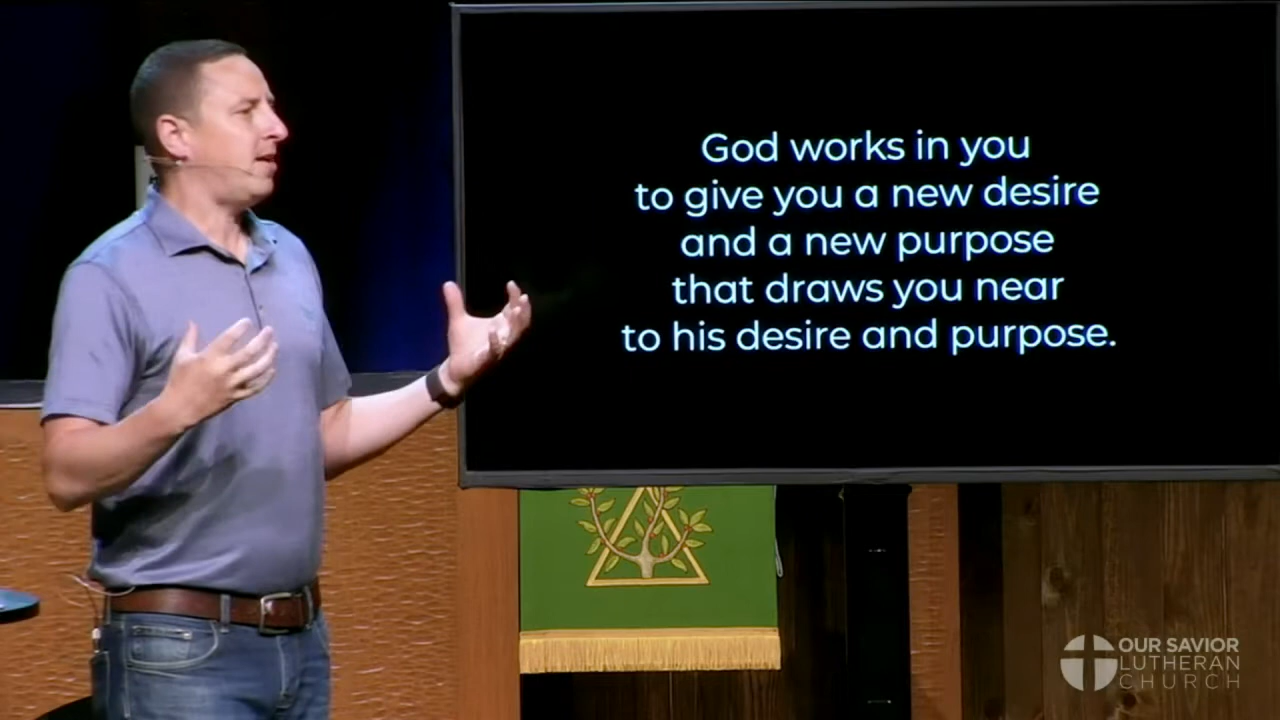 God works in you
to give you a new desire
and a new purpose
that draws you near
to his desire and purpose.
OUR SAVIOR
LUTHERAN
CHURCH